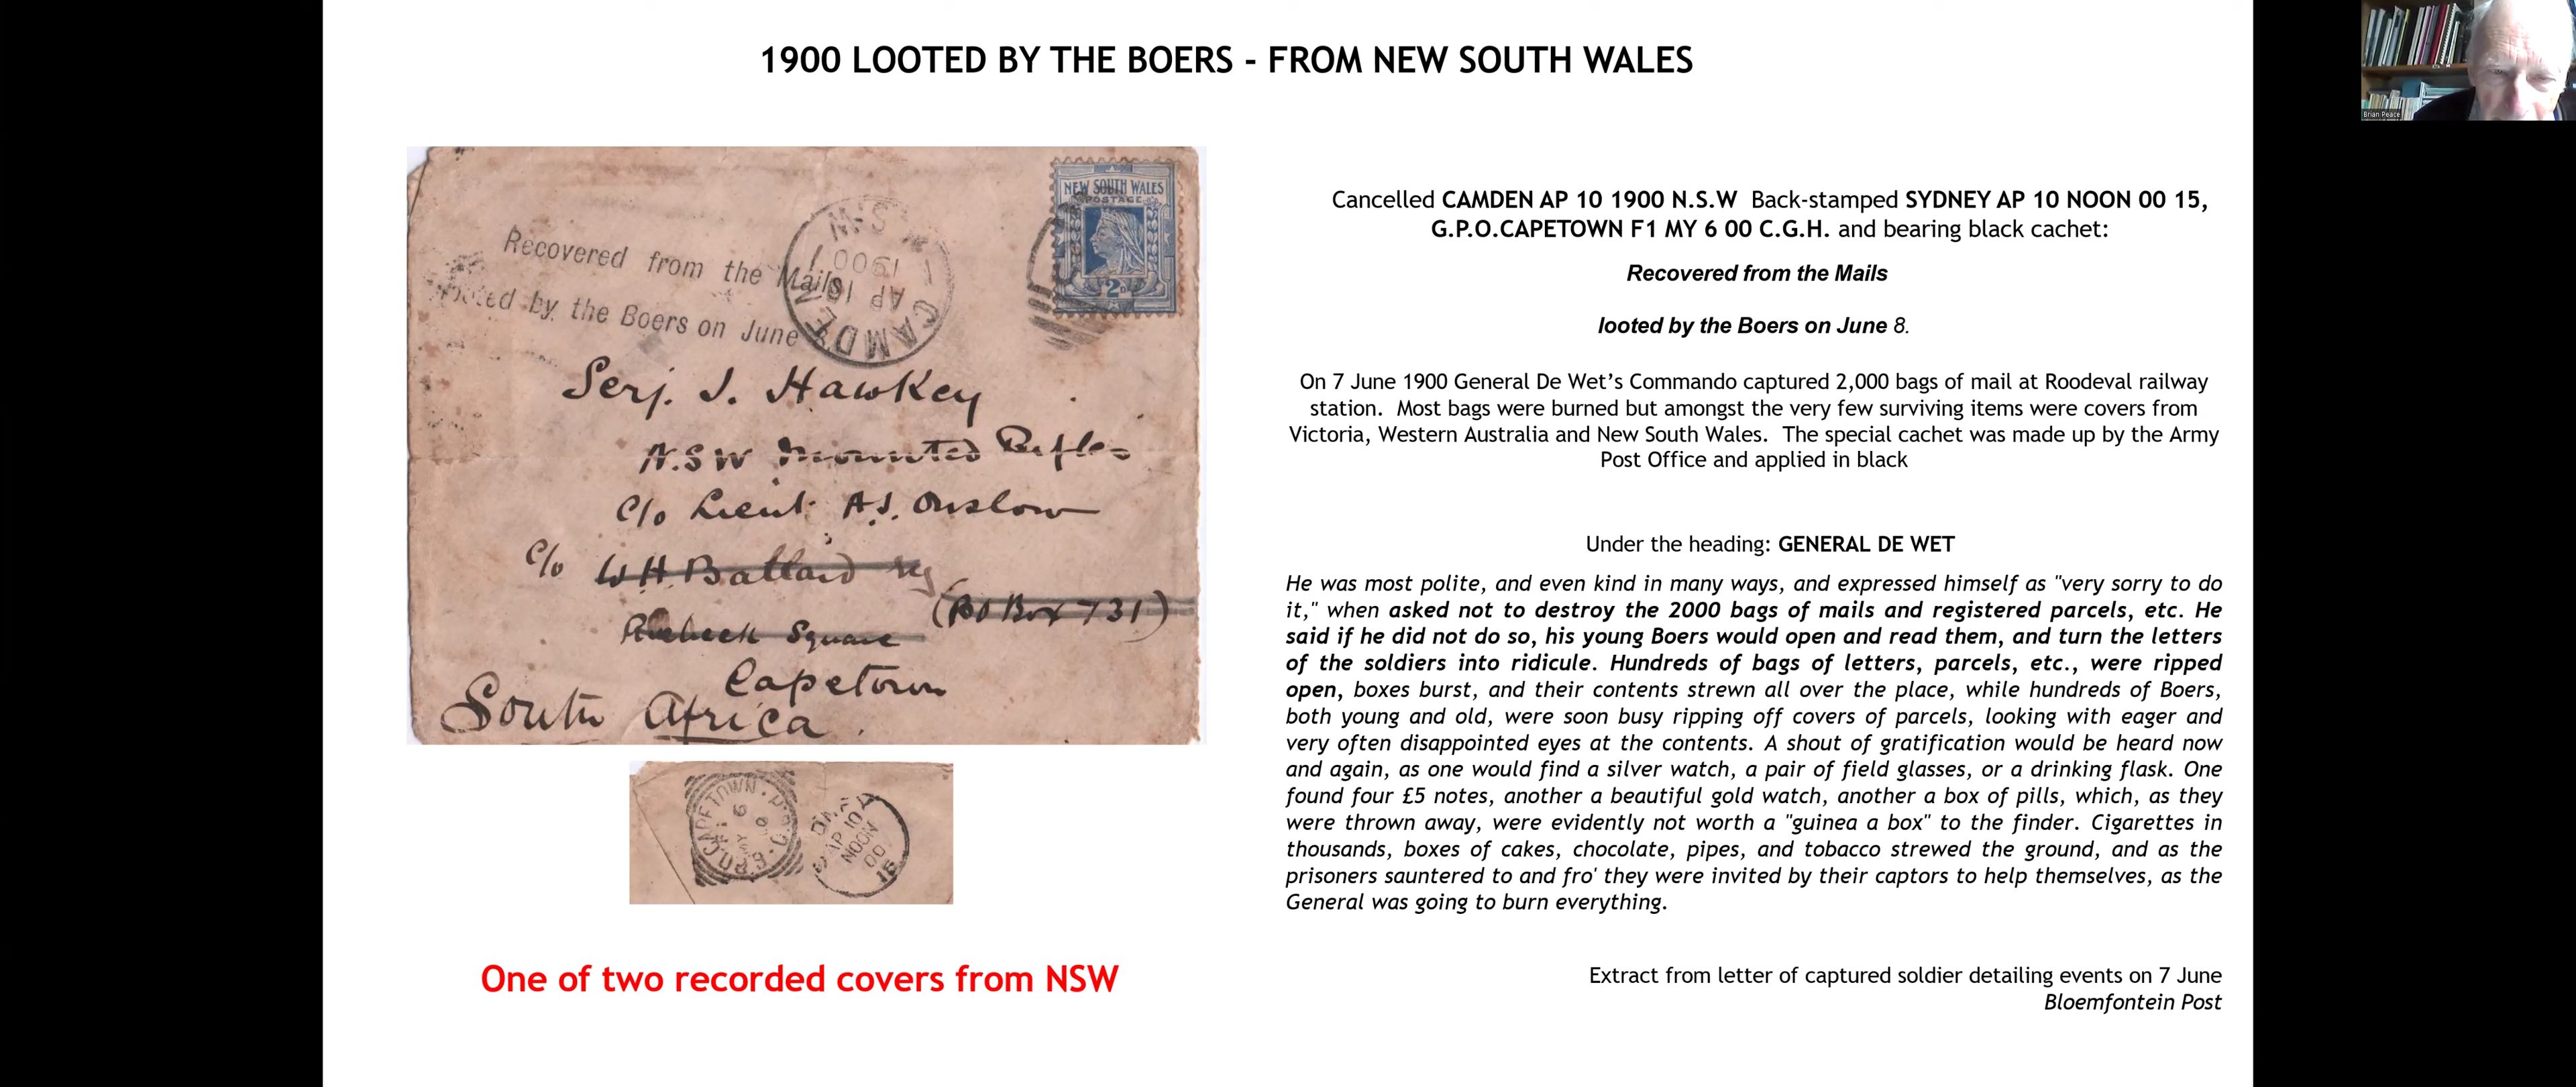 1900 LOOTED BY THE BOERS - FROM NEW SOUTH WALES
Brian Peace
NEW SOUTH WALES
POSTAGE
2D
N.S.W
1900
AP 10
CAMDEN
Recovered from the Mails
looted by the Boers on June 8
Serj. J. Hawkey
N.S W Mounted Rifles
C/o Lieut. A.J. Onslow
C/o W.H. Ballard Esq
(PO Box 731)
Riebeek Square
Capetown
South Africa
G.P.O. CAPETOWN
MY 6
AP 10
NOON
00
15
One of two recorded covers from NSW
Cancelled CAMDEN AP 10 1900 N.S.W Back-stamped SYDNEY AP 10 NOON 00 15,
G.P.O.CAPETOWN F1 MY 6 00 C.G.H. and bearing black cachet:
Recovered from the Mails
looted by the Boers on June 8.
On 7 June 1900 General De Wet’s Commando captured 2,000 bags of mail at Roodeval railway
station. Most bags were burned but amongst the very few surviving items were covers from
Victoria, Western Australia and New South Wales. The special cachet was made up by the Army
Post Office and applied in black
Under the heading: GENERAL DE WET
He was most polite, and even kind in many ways, and expressed himself as "very sorry to do
it," when asked not to destroy the 2000 bags of mails and registered parcels, etc. He
said if he did not do so, his young Boers would open and read them, and turn the letters
of the soldiers into ridicule. Hundreds of bags of letters, parcels, etc., were ripped
open, boxes burst, and their contents strewn all over the place, while hundreds of Boers,
both young and old, were soon busy ripping off covers of parcels, looking with eager and
very often disappointed eyes at the contents. A shout of gratification would be heard now
and again, as one would find a silver watch, a pair of field glasses, or a drinking flask. One
found four £5 notes, another a beautiful gold watch, another a box of pills, which, as they
were thrown away, were evidently not worth a "guinea a box" to the finder. Cigarettes in
thousands, boxes of cakes, chocolate, pipes, and tobacco strewed the ground, and as the
prisoners sauntered to and fro' they were invited by their captors to help themselves, as the
General was going to burn everything.
Extract from letter of captured soldier detailing events on 7 June
Bloemfontein Post